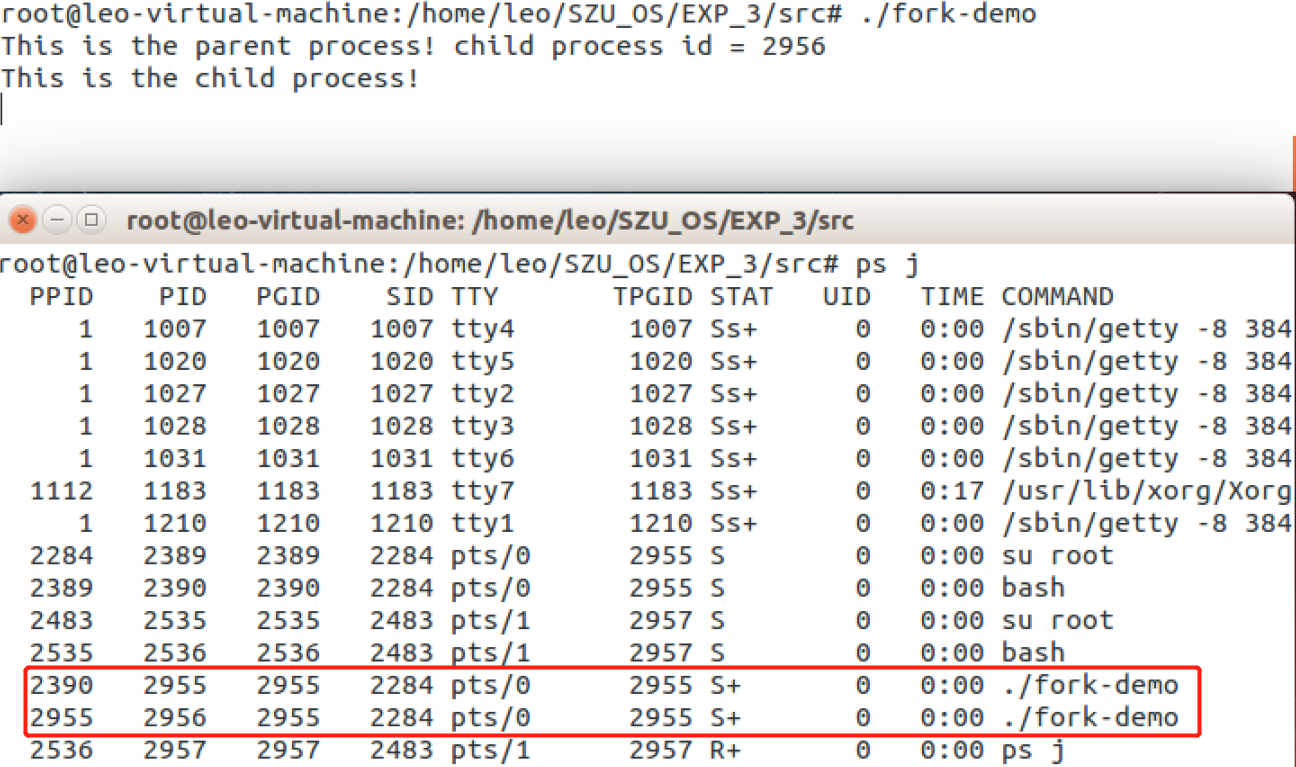 root@leo-virtual-machine:/home/leo/SZU_OS/EXP_3/src# ./fork-demo
This is the parent process! child process id = 2956
This is the child process!
root@leo-virtual-machine: /home/leo/SZU_OS/EXP_3/src
root@leo-virtual-machine:/home/leo/SZU_OS/EXP_3/src# ps j
PPID PID PGID SID TTY TPGID STAT UID TIME COMMAND
1 1007 1007 1007 tty4 1007 Ss+ 0 0:00 /sbin/getty -8 384
1 1020 1020 1020 tty5 1020 Ss+ 0 0:00 /sbin/getty -8 384
1 1027 1027 1027 tty2 1027 Ss+ 0 0:00 /sbin/getty -8 384
1 1028 1028 1028 tty3 1028 Ss+ 0 0:00 /sbin/getty -8 384
1 1031 1031 1031 tty6 1031 Ss+ 0 0:00 /sbin/getty -8 384
1112 1183 1183 1183 tty7 1183 Ss+ 0 0:17 /usr/lib/xorg/Xorg
1 1210 1210 1210 tty1 1210 Ss+ 0 0:00 /sbin/getty -8 384
2284 2389 2389 2284 pts/0 2955 S 0 0:00 su root
2389 2390 2390 2284 pts/0 2955 S 0 0:00 bash
2483 2535 2535 2483 pts/1 2957 S 0 0:00 su root
2535 2536 2536 2483 pts/1 2957 S 0 0:00 bash
2390 2955 2955 2284 pts/0 2955 S+ 0 0:00 ./fork-demo
2955 2956 2955 2284 pts/0 2955 S+ 0 0:00 ./fork-demo
2536 2957 2957 2483 pts/1 2957 R+ 0 0:00 ps j